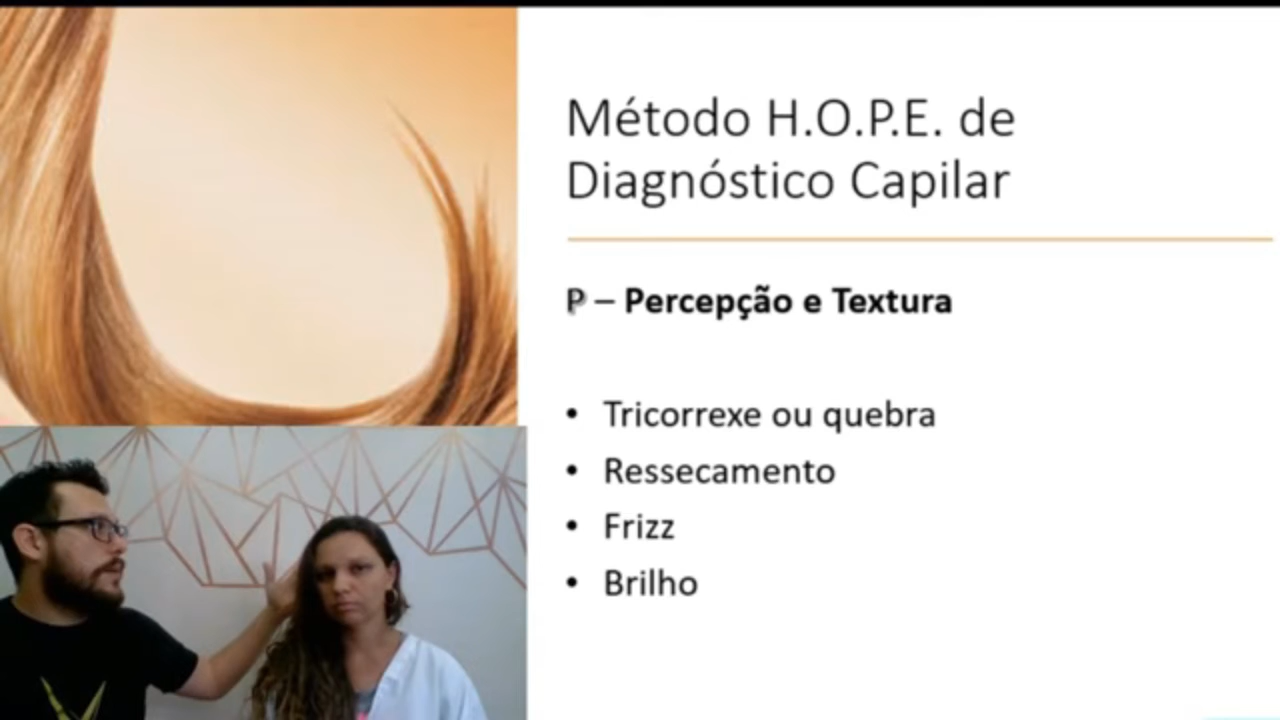 Método H.O.P.E. de
Diagnóstico Capilar
P – Percepção e Textura
• Tricorrexe ou quebra
• Ressecamento
• Frizz
• Brilho